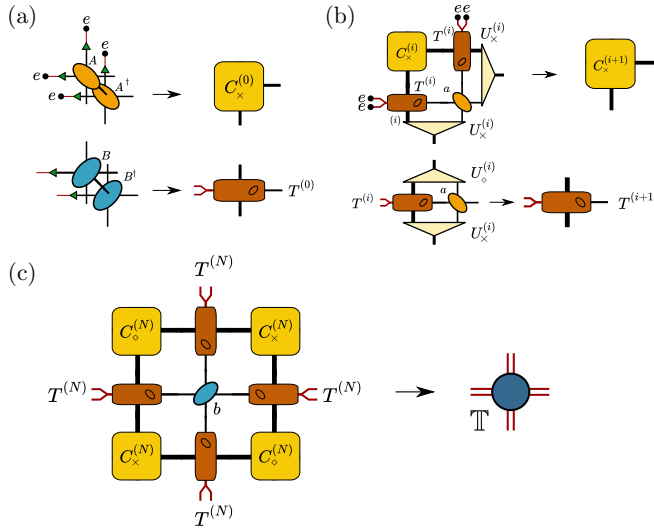 (a)
e
e
A
e
e
A†
C×^(0)
B
B†
T^(0)
(b)
e e
T^(i)
U×^(i)
C×^(i)
T^(i)
a
e
e
(i)
U×^(i)
C×^(i+1)
U⋄^(i)
T^(i)
a
U×^(i)
T^(i+1
(c)
T^(N)
C⋄^(N)
C×^(N)
T^(N)
b
T^(N)
C×^(N)
C⋄^(N)
T^(N)
𝕋